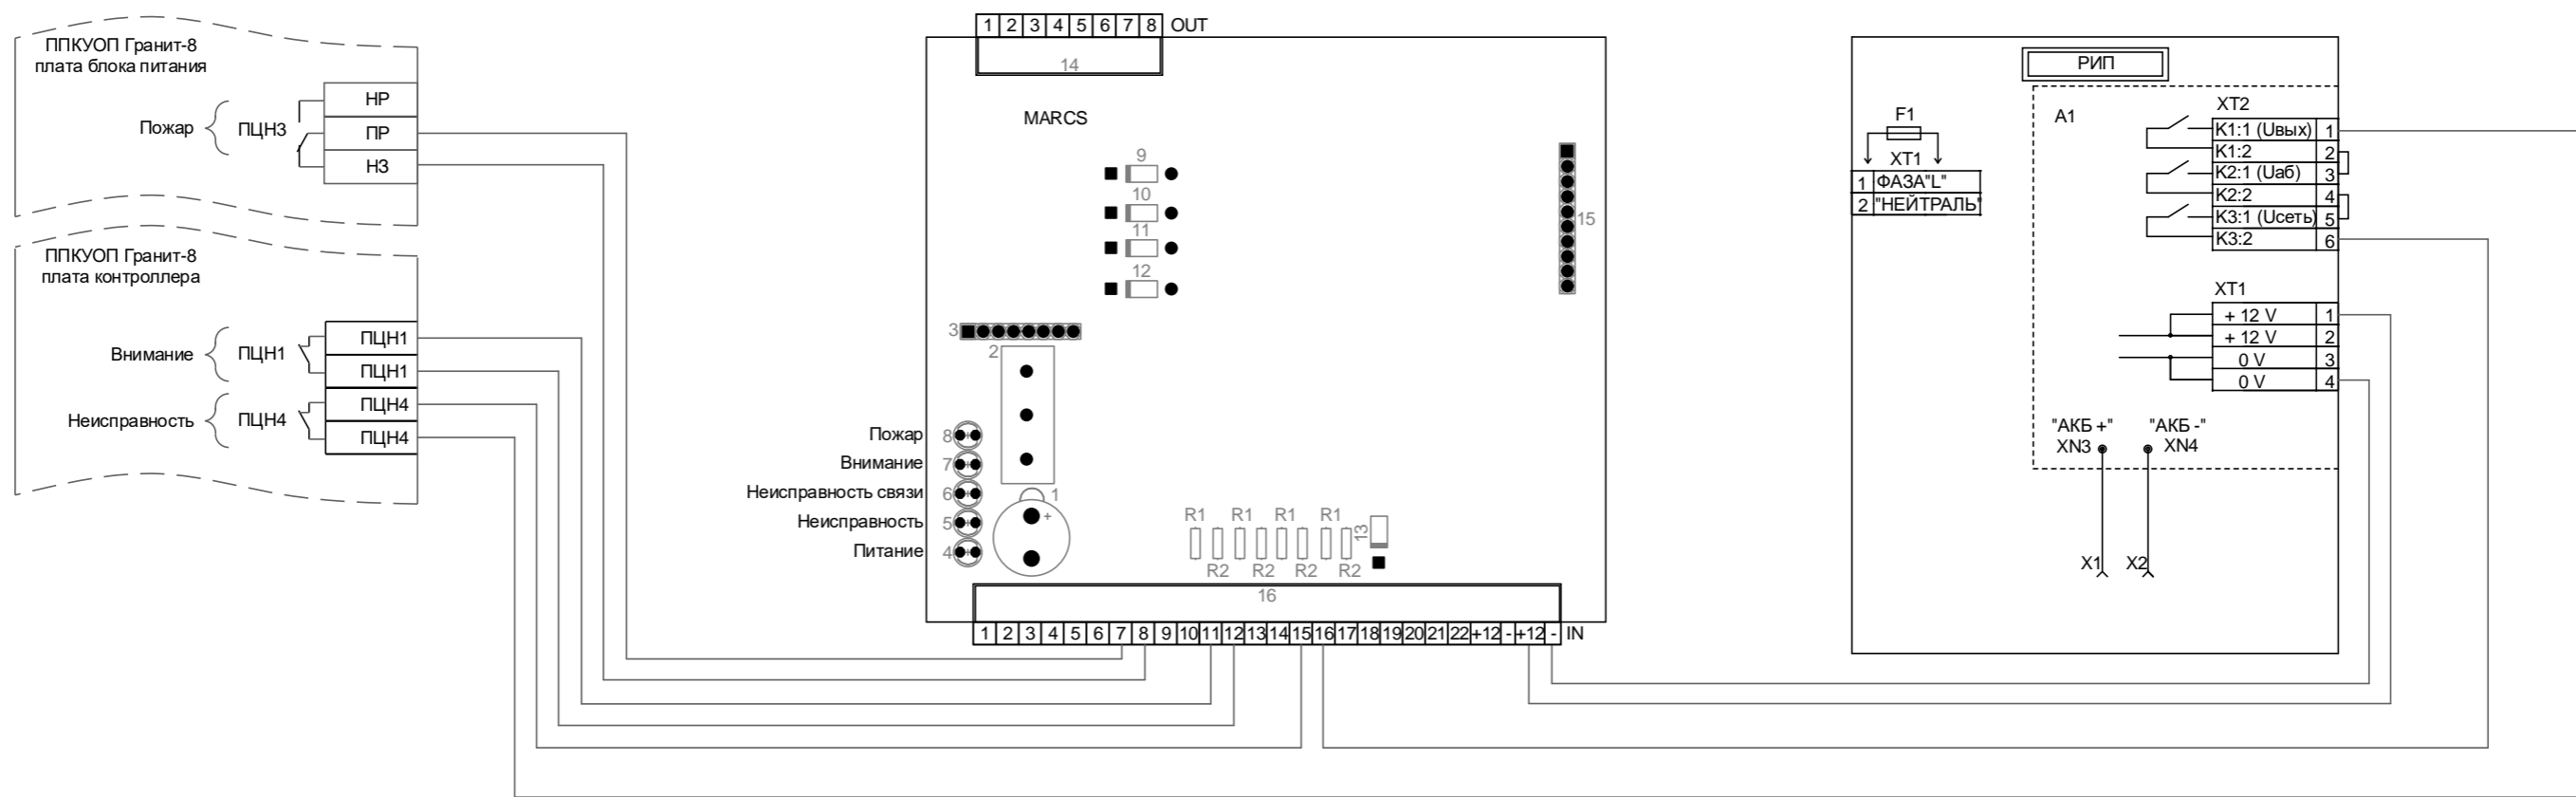 ППКУОП Гранит-8
плата блока питания
Пожар
ПЦН3
НР
ПР
НЗ
ППКУОП Гранит-8
плата контроллера
Внимание
ПЦН1
ПЦН1
ПЦН1
Неисправность
ПЦН4
ПЦН4
ПЦН4
1 2 3 4 5 6 7 8 OUT
14
MARCS
9
10
11
12
15
3
2
Пожар 8
Внимание 7
Неисправность связи 6
Неисправность 5
Питание 4
1
+
R1 R1 R1 R1
R2 R2 R2 R2
13
16
1 2 3 4 5 6 7 8 9 10 11 12 13 14 15 16 17 18 19 20 21 22 +12 - +12 - IN
РИП
F1
XT1
1 ФАЗА"L"
2 "НЕЙТРАЛЬ"
A1
XT2
K1:1 (Uвых) 1
K1:2 2
K2:1 (Uаб) 3
K2:2 4
K3:1 (Uсеть) 5
K3:2 6
XT1
+ 12 V 1
+ 12 V 2
0 V 3
0 V 4
"АКБ +" "АКБ -"
XN3 XN4
X1 X2